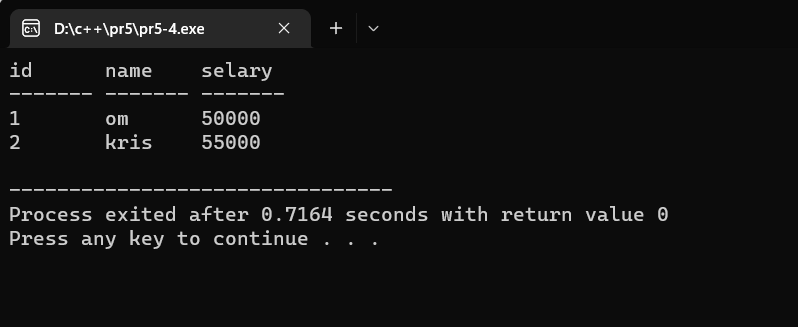 D:\c++\pr5\pr5-4.exe
id name selary
------- ------- -------
1 om 50000
2 kris 55000
--------------------------------
Process exited after 0.7164 seconds with return value 0
Press any key to continue . . .